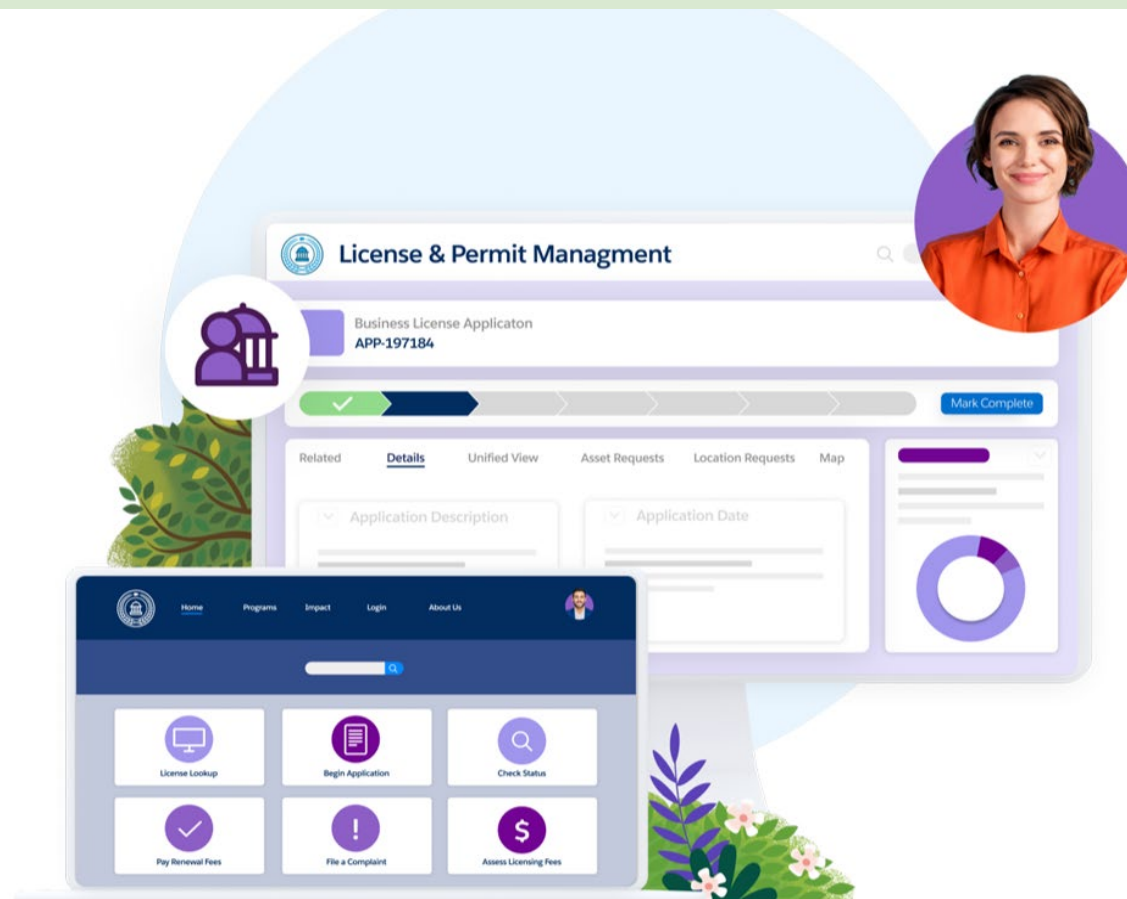 License & Permit Managment
Business License Applicaton
APP-197184
Mark Complete
Related Details Unified View Asset Requests Location Requests Map
Application Description Application Date
Home Programs Impact Login About Us
License Lookup Begin Application Check Status
Pay Renewal Fees File a Complaint Assess Licensing Fees